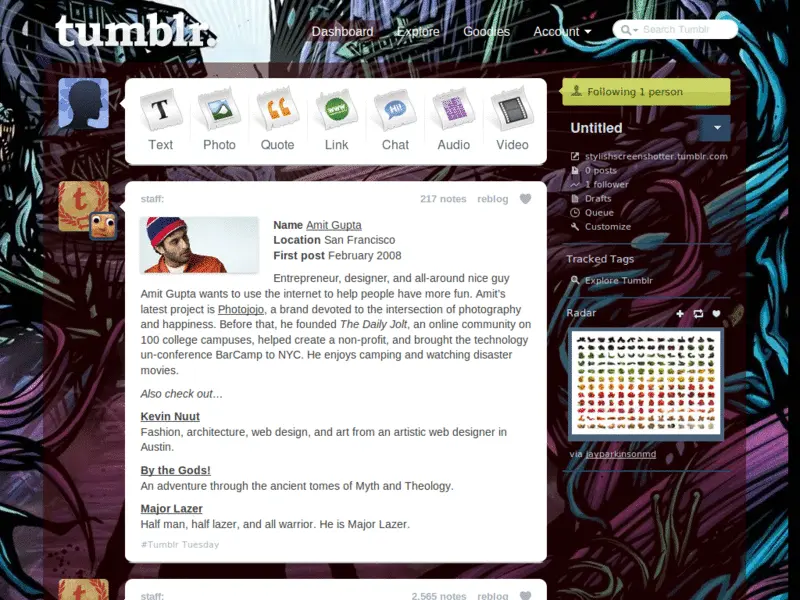 tumblr.
Dashboard Explore Goodies Account Search Tumblr
Text Photo Quote Link Chat Audio Video
staff: 217 notes reblog
Name Amit Gupta
Location San Francisco
First post February 2008
Entrepreneur, designer, and all-around nice guy
Amit Gupta wants to use the internet to help people have more fun. Amit's
latest project is Photojojo, a brand devoted to the intersection of photography
and happiness. Before that, he founded The Daily Jolt, an online community on
100 college campuses, helped create a non-profit, and brought the technology
un-conference BarCamp to NYC. He enjoys camping and watching disaster
movies.
Also check out…
Kevin Nuut
Fashion, architecture, web design, and art from an artistic web designer in
Austin.
By the Gods!
An adventure through the ancient tomes of Myth and Theology.
Major Lazer
Half man, half lazer, and all warrior. He is Major Lazer.
#Tumblr Tuesday
staff: 2,565 notes reblog
Following 1 person
Untitled
stylishscreenshotter.tumblr.com
0 posts
1 follower
Drafts
Queue
Customize
Tracked Tags
Explore Tumblr
Radar
via jayparkinsonmd